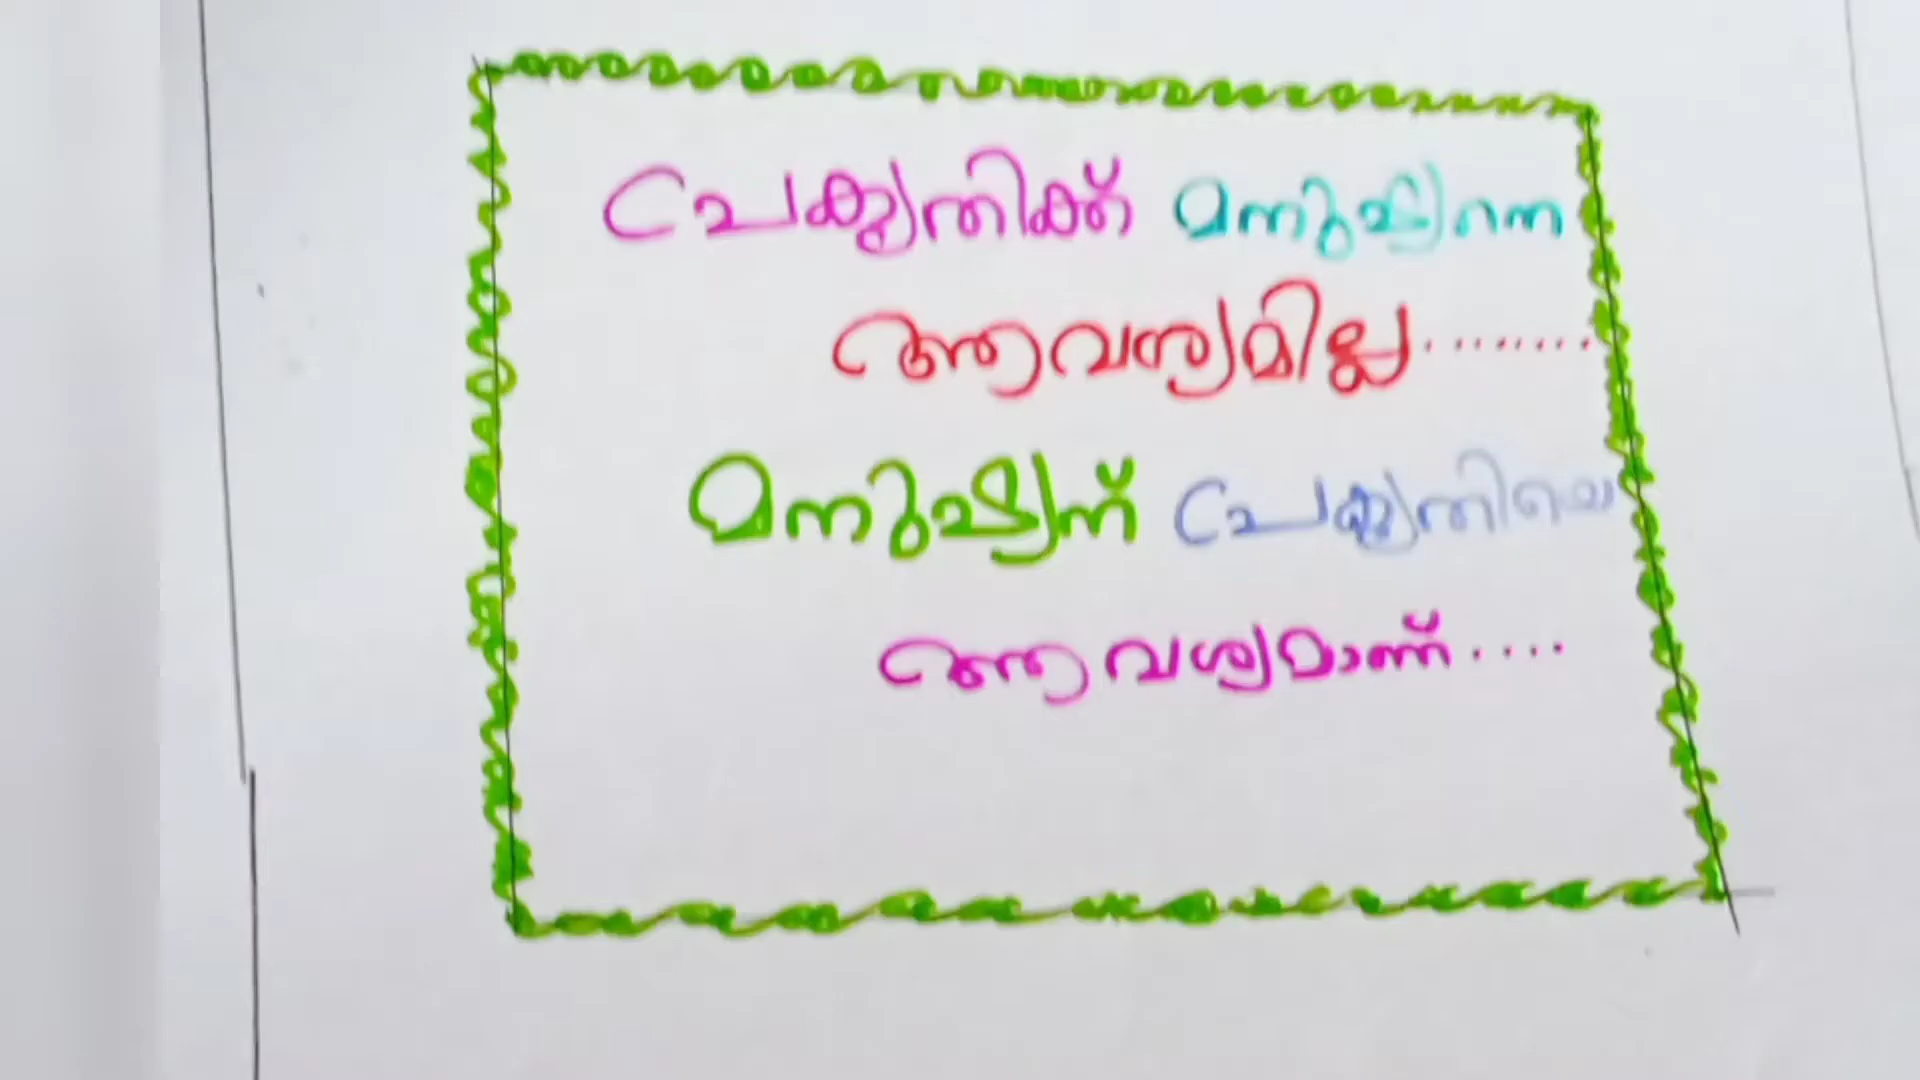 പ്രകൃതിക്ക് മനുഷ്യനെ
ആവശ്യമില്ല........
മനുഷ്യന് പ്രകൃതിയെ
ആവശ്യമാണ്....